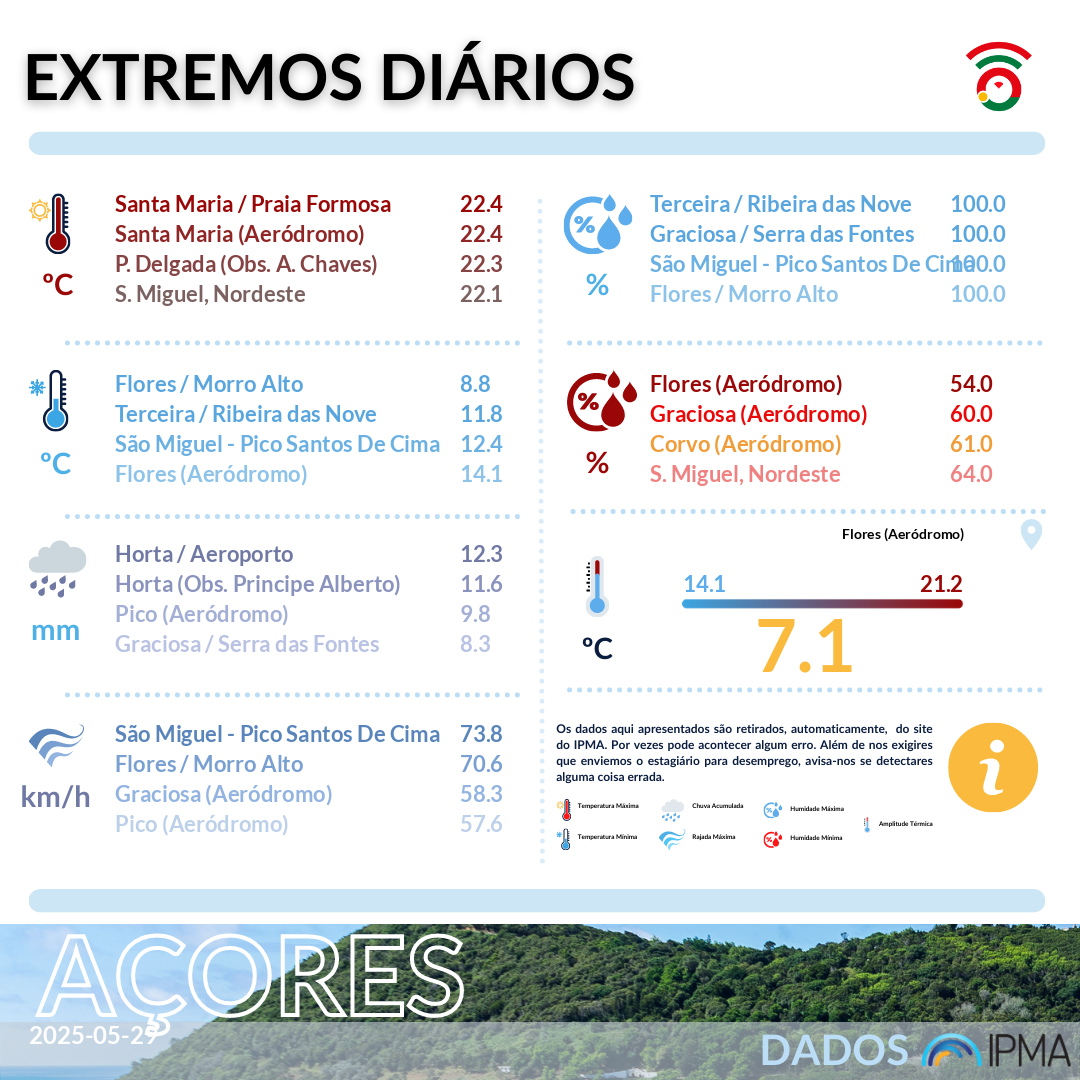 EXTREMOS DIÁRIOS
Santa Maria / Praia Formosa 22.4
Santa Maria (Aeródromo) 22.4
P. Delgada (Obs. A. Chaves) 22.3
S. Miguel, Nordeste 22.1
ºC
Flores / Morro Alto 8.8
Terceira / Ribeira das Nove 11.8
São Miguel - Pico Santos De Cima 12.4
Flores (Aeródromo) 14.1
ºC
Horta / Aeroporto 12.3
Horta (Obs. Principe Alberto) 11.6
Pico (Aeródromo) 9.8
Graciosa / Serra das Fontes 8.3
mm
São Miguel - Pico Santos De Cima 73.8
Flores / Morro Alto 70.6
Graciosa (Aeródromo) 58.3
Pico (Aeródromo) 57.6
km/h
%
Terceira / Ribeira das Nove 100.0
Graciosa / Serra das Fontes 100.0
São Miguel - Pico Santos De Cima 100.0
Flores / Morro Alto 100.0
%
%
Flores (Aeródromo) 54.0
Graciosa (Aeródromo) 60.0
Corvo (Aeródromo) 61.0
S. Miguel, Nordeste 64.0
%
Flores (Aeródromo)
14.1 21.2
7.1
ºC
Os dados aqui apresentados são retirados, automaticamente, do site
do IPMA. Por vezes pode acontecer algum erro. Além de nos exigires
que enviemos o estagiário para desemprego, avisa-nos se detectares
alguma coisa errada.
i
Temperatura Máxima
Chuva Acumulada
% Humidade Máxima
Amplitude Térmica
Temperatura Mínima
Rajada Máxima
% Humidade Mínima
AÇORES
2025-05-29
DADOS IPMA